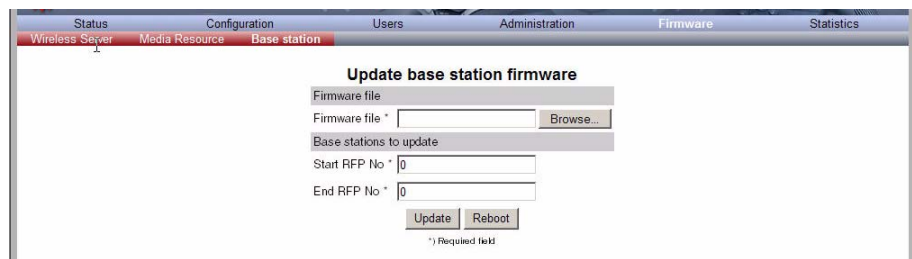 Status Configuration Users Administration Firmware Statistics
Wireless Server Media Resource Base station
Update base station firmware
Firmware file
Firmware file * Browse...
Base stations to update
Start RFP No * 0
End RFP No * 0
Update Reboot
*) Required field